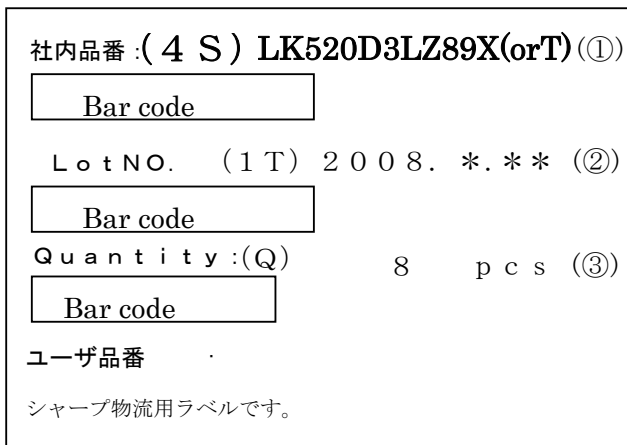 社内品番:(４Ｓ) LK520D3LZ89X(orT)(①)
Bar code
ＬｏｔＮＯ． (１Ｔ)２００８．＊.＊＊ (②)
Bar code
Ｑｕａｎｔｉｔｙ:(Ｑ) ８ ｐｃｓ (③)
Bar code
ユーザ品番 ．
シャープ物流用ラベルです。